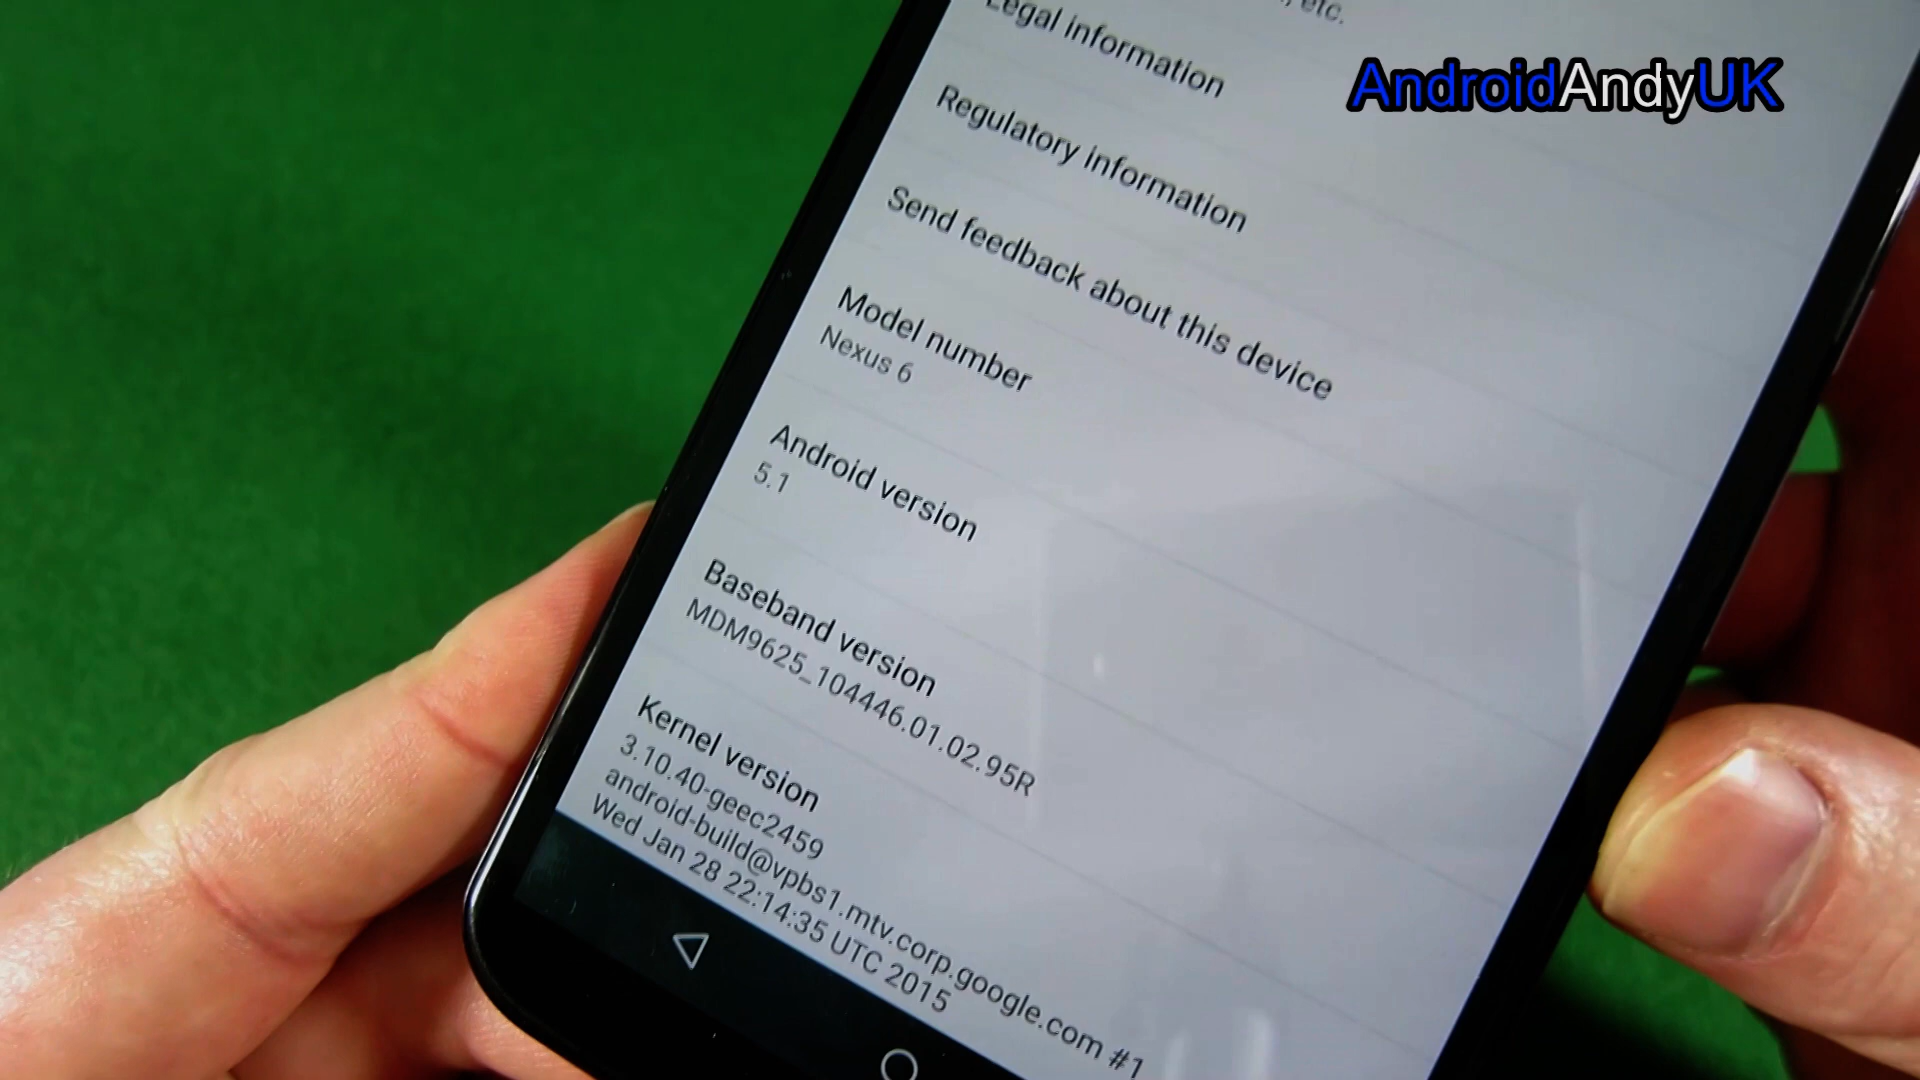 , etc.
Legal information
AndroidAndyUK
Regulatory information
Send feedback about this device
Model number
Nexus 6
Android version
5.1
Baseband version
MDM9625_104446.01.02.95R
Kernel version
3.10.40-geec2459
android-build@vpbs1.mtv.corp.google.com #1
Wed Jan 28 22:14:35 UTC 2015